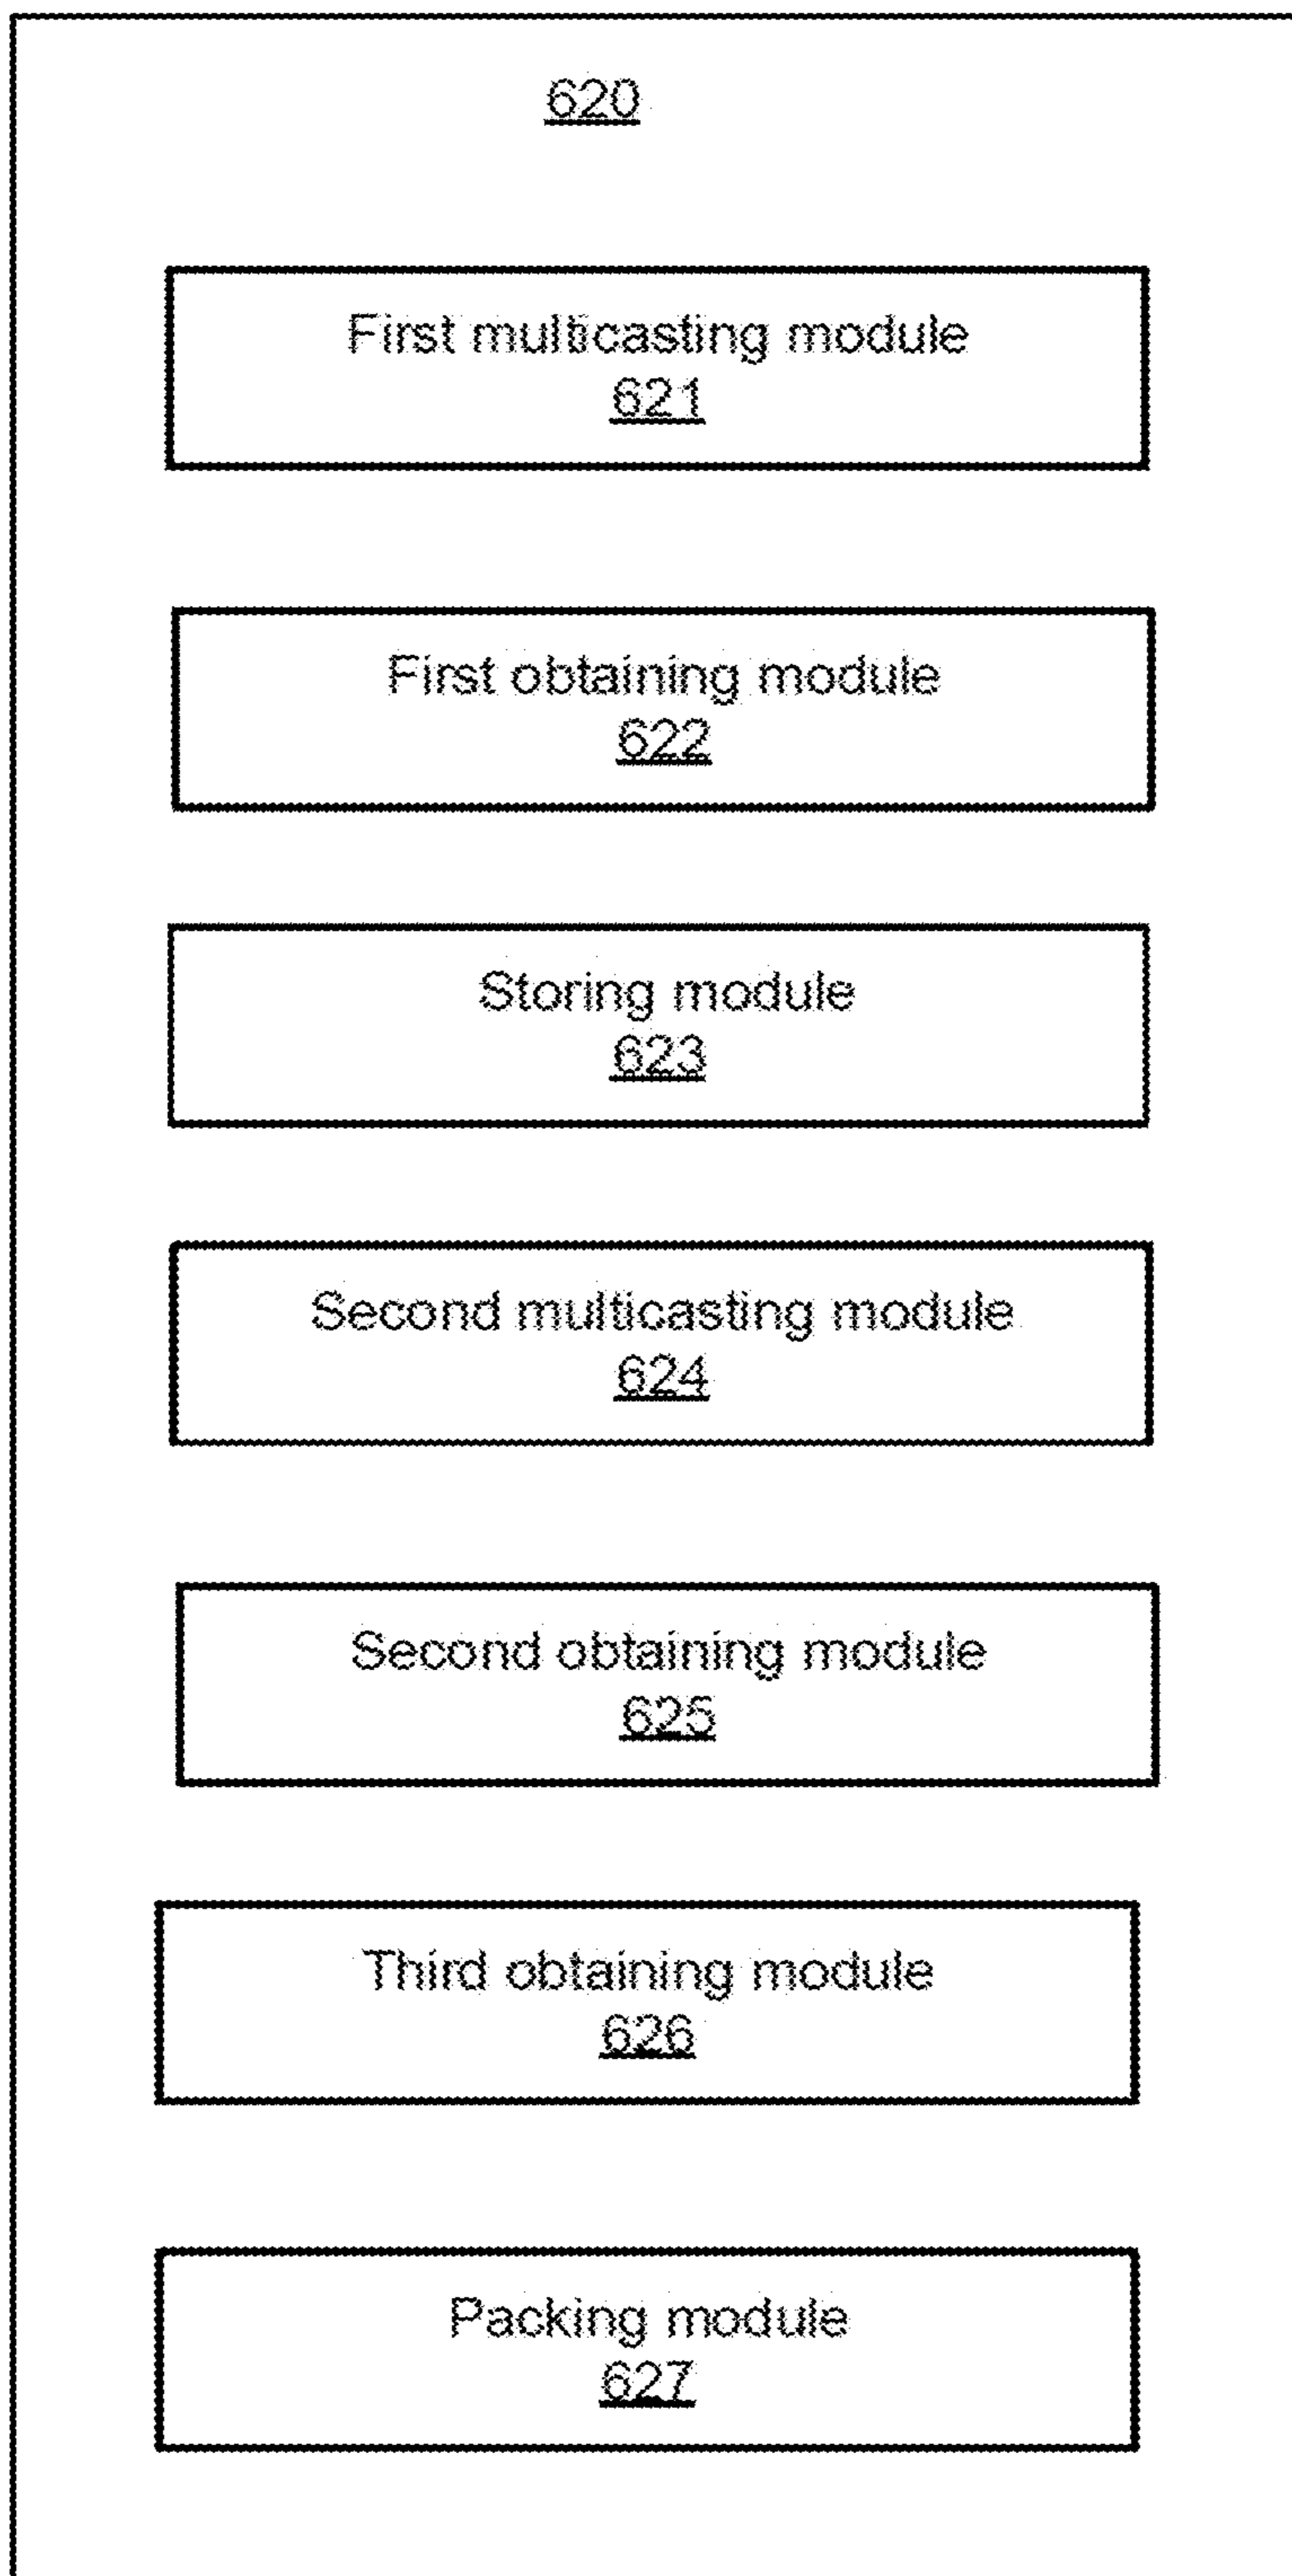 620
First multicasting module
621
First obtaining module
622
Storing module
623
Second multicasting module
624
Second obtaining module
625
Third obtaining module
626
Packing module
627